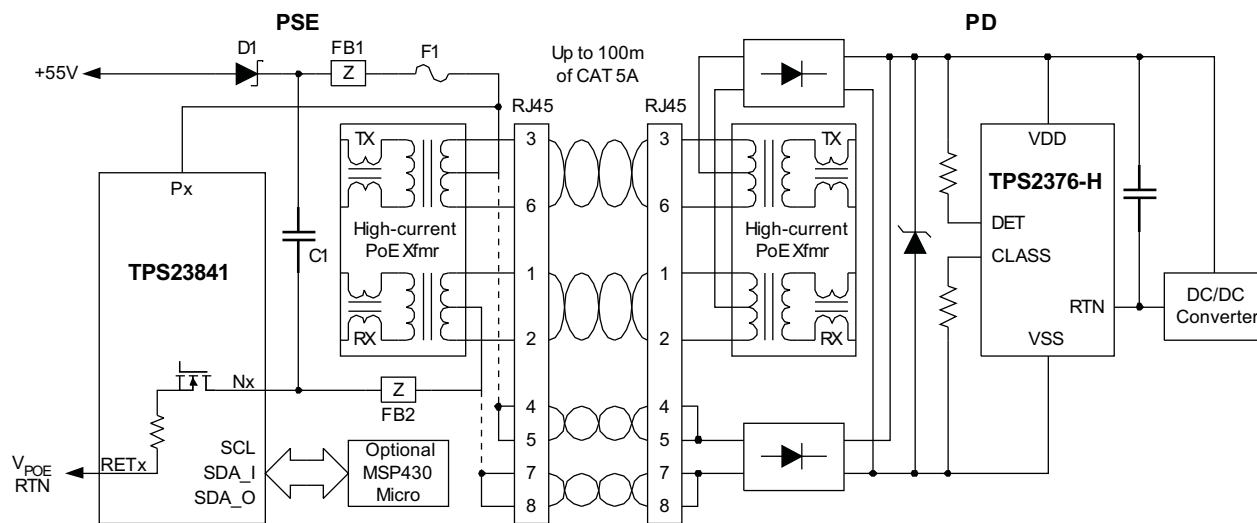 PSE
PD
D1
FB1
F1
+55V
Z
Up to 100m
of CAT 5A
RJ45
RJ45
TX
3
3
TX
VDD
Px
TPS2376-H
6
6
High-current
PoE Xfmr
High-current
PoE Xfmr
DET
TPS23841
C1
CLASS
1
1
RTN
DC/DC
Converter
RX
2
2
RX
VSS
Nx
Z
FB2
4
4
5
5
VPOE
RTN
RETx
SCL
SDA_I
SDA_O
Optional
MSP430
Micro
7
7
8
8